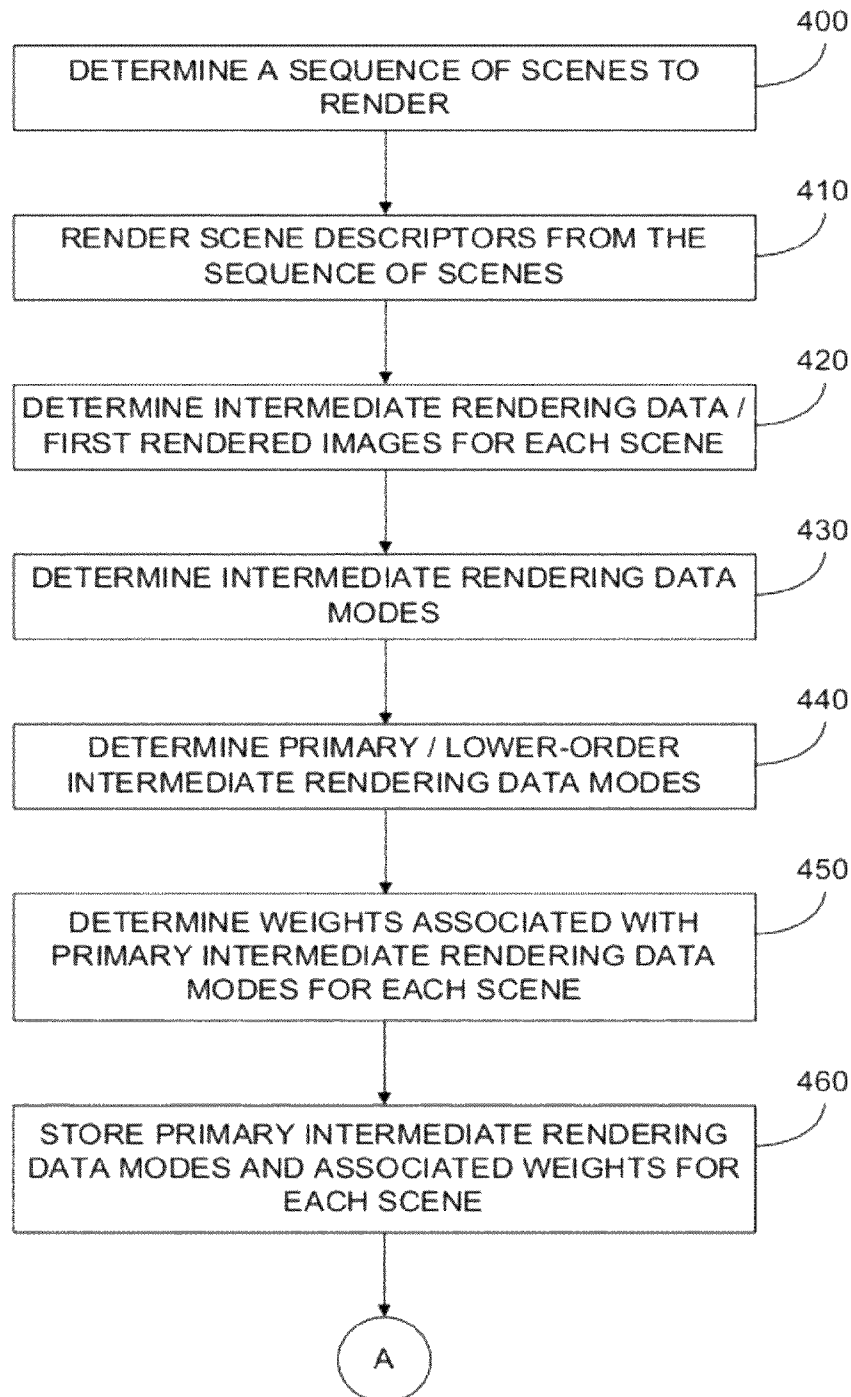 400
DETERMINE A SEQUENCE OF SCENES TO
RENDER
410
RENDER SCENE DESCRIPTORS FROM THE
SEQUENCE OF SCENES
420
DETERMINE INTERMEDIATE RENDERING DATA /
FIRST RENDERED IMAGES FOR EACH SCENE
430
DETERMINE INTERMEDIATE RENDERING DATA
MODES
440
DETERMINE PRIMARY / LOWER-ORDER
INTERMEDIATE RENDERING DATA MODES
450
DETERMINE WEIGHTS ASSOCIATED WITH
PRIMARY INTERMEDIATE RENDERING DATA
MODES FOR EACH SCENE
460
STORE PRIMARY INTERMEDIATE RENDERING
DATA MODES AND ASSOCIATED WEIGHTS FOR
EACH SCENE
A